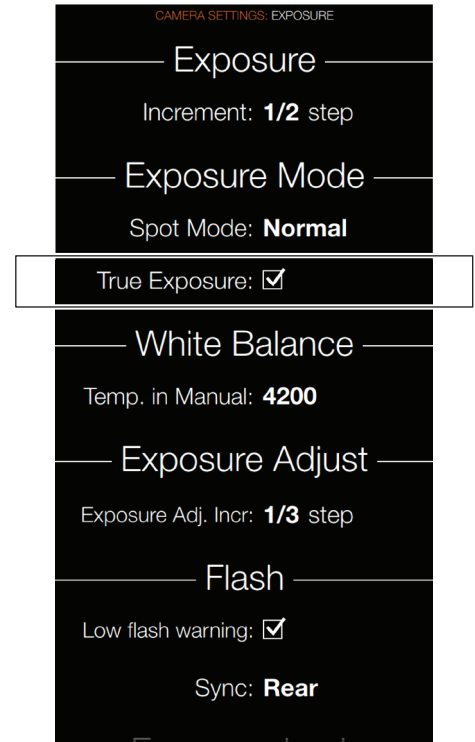 CAMERA SETTINGS: EXPOSURE
Exposure
Increment: 1/2 step
Exposure Mode
Spot Mode: Normal
True Exposure: ☑
White Balance
Temp. in Manual: 4200
Exposure Adjust
Exposure Adj. Incr: 1/3 step
Flash
Low flash warning: ☑
Sync: Rear